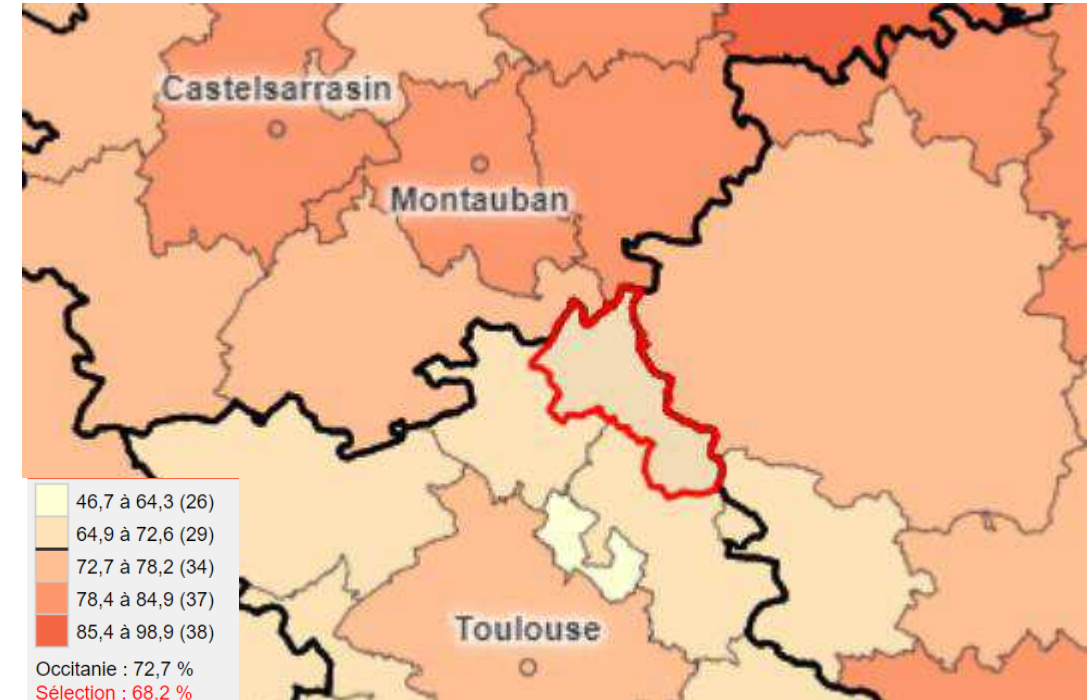 Castelsarrasin
Montauban
Toulouse
46,7 à 64,3 (26)
64,9 à 72,6 (29)
72,7 à 78,2 (34)
78,4 à 84,9 (37)
85,4 à 98,9 (38)
Occitanie : 72,7 %
Sélection : 68,2 %